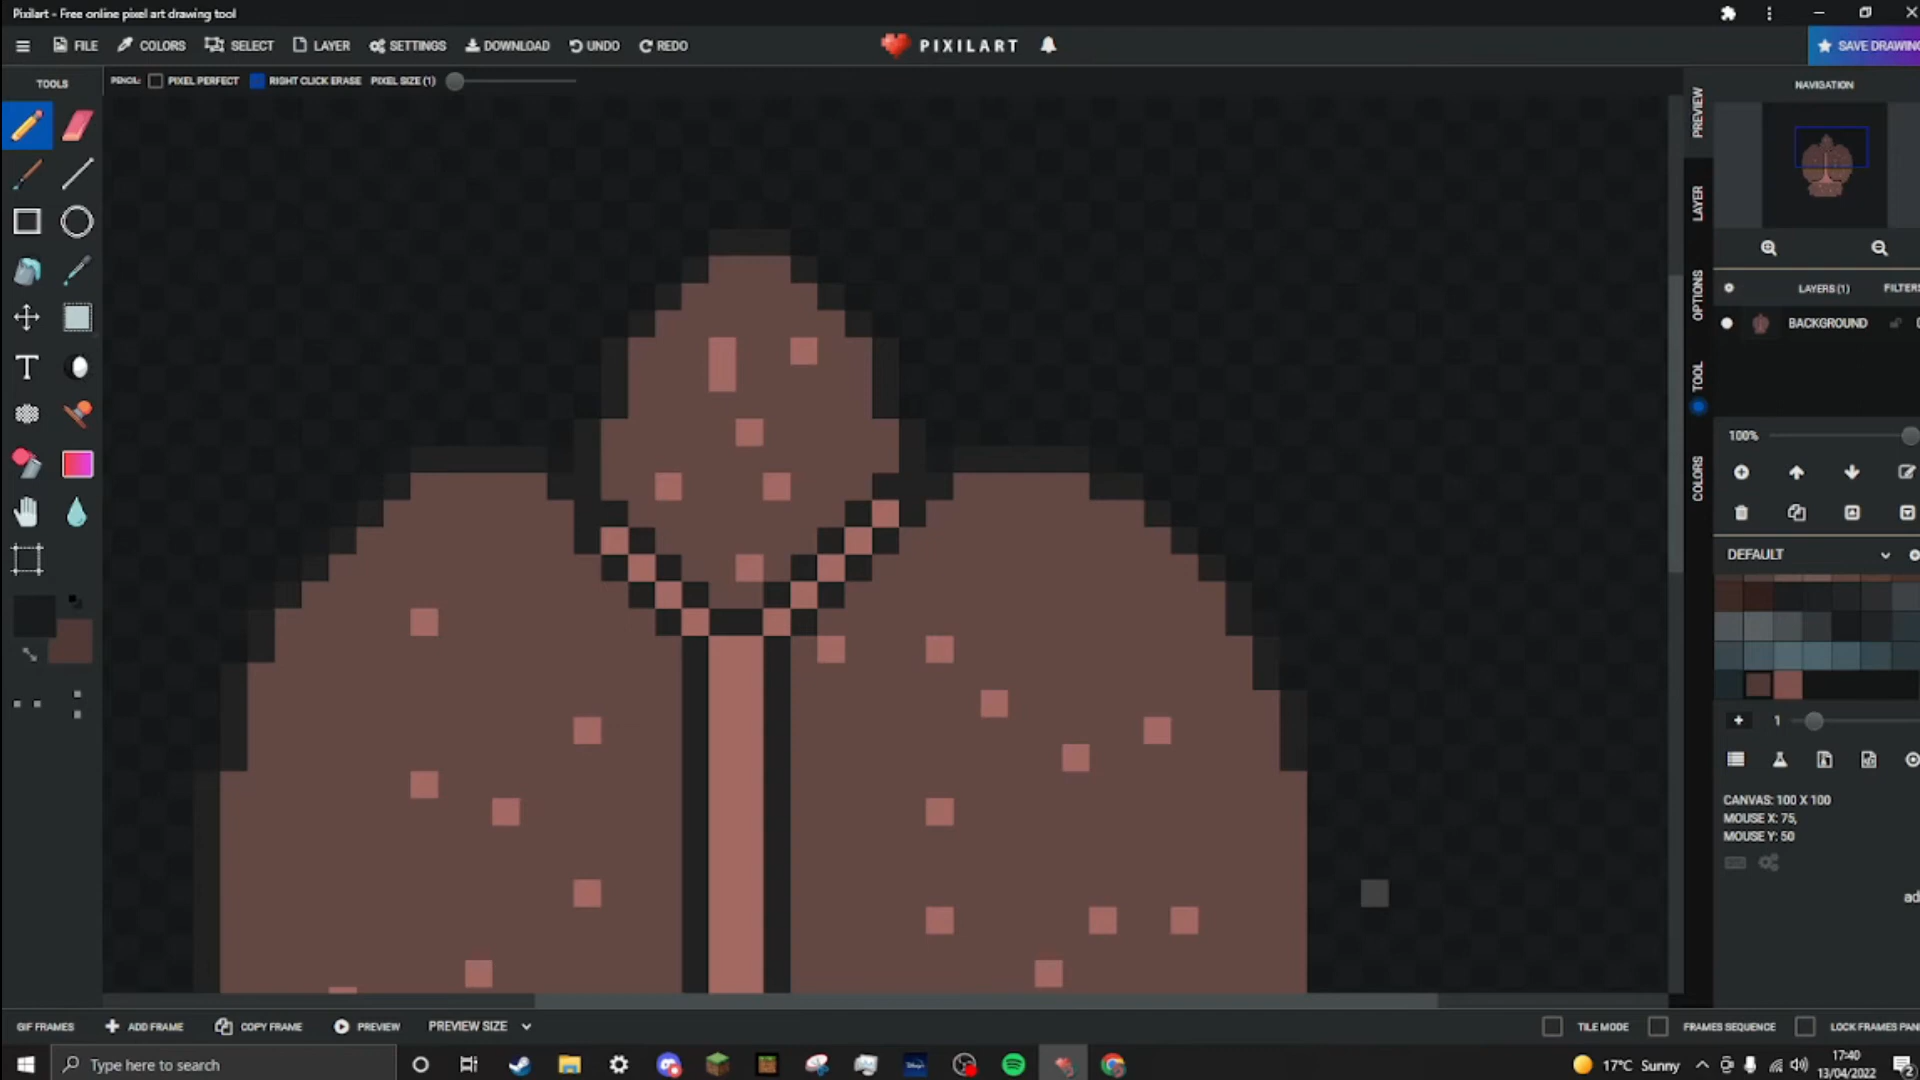 Pixilart - Free online pixel art drawing tool
FILE COLORS SELECT LAYER SETTINGS DOWNLOAD UNDO REDO PIXILART SAVE DRAWING
TOOLS PENCIL: PIXEL PERFECT RIGHT CLICK ERASE PIXEL SIZE (1)
NAVIGATION
PREVIEW
LAYER
OPTIONS
TOOL
COLORS
LAYERS (1) FILTERS
BACKGROUND
100%
DEFAULT
1
CANVAS: 100 X 100
MOUSE X: 75,
MOUSE Y: 50
ad
T
GIF FRAMES ADD FRAME COPY FRAME PREVIEW PREVIEW SIZE TILE MODE FRAMES SEQUENCE LOCK FRAMES PAN
Type here to search
17°C Sunny
17:40
13/04/2022
2